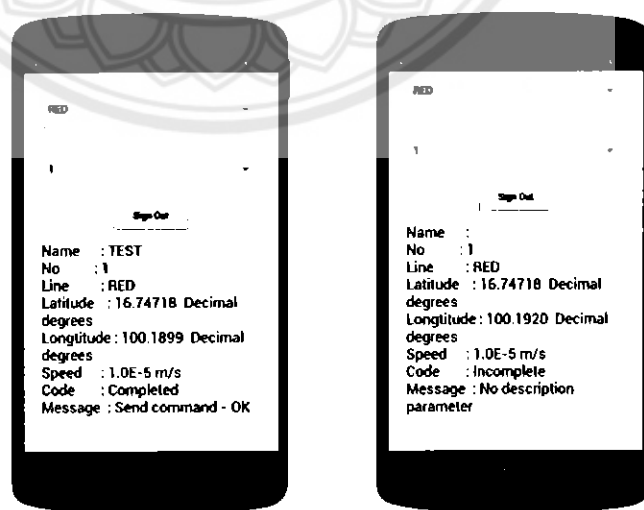 RED
1
Sign Out
Name : TEST
No : 1
Line : RED
Latitude : 16.74718 Decimal
degrees
Longtitude : 100.1899 Decimal
degrees
Speed : 1.0E-5 m/s
Code : Completed
Message : Send command - OK
RED
1
Sign Out
Name :
No : 1
Line : RED
Latitude : 16.74718 Decimal
degrees
Longtitude : 100.1920 Decimal
degrees
Speed : 1.0E-5 m/s
Code : Incomplete
Message : No description
parameter